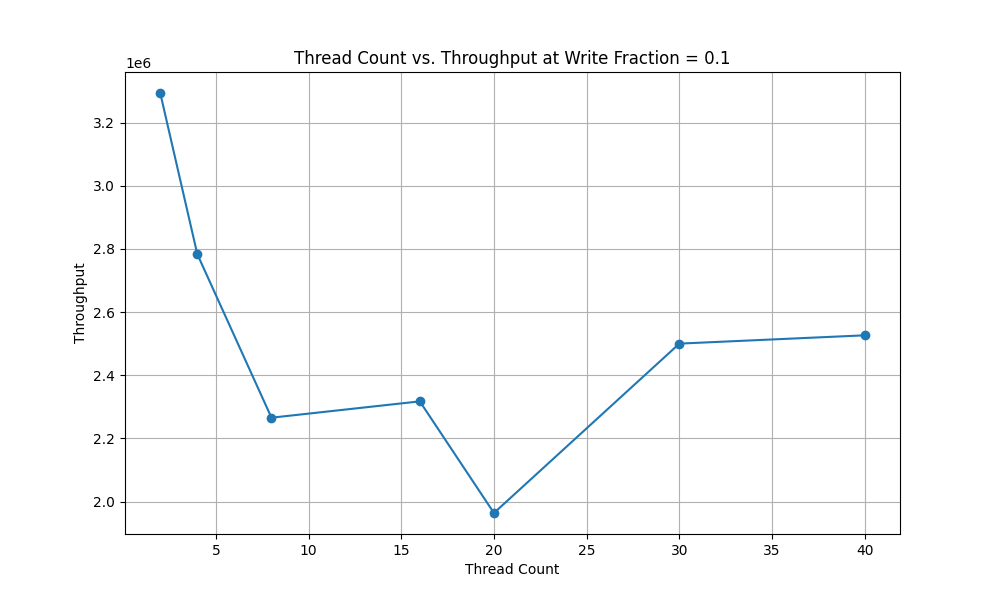 Thread Count vs. Throughput at Write Fraction = 0.1
1e6
3.2
3.0
2.8
2.6
2.4
2.2
2.0
Throughput
5 10 15 20 25 30 35 40
Thread Count